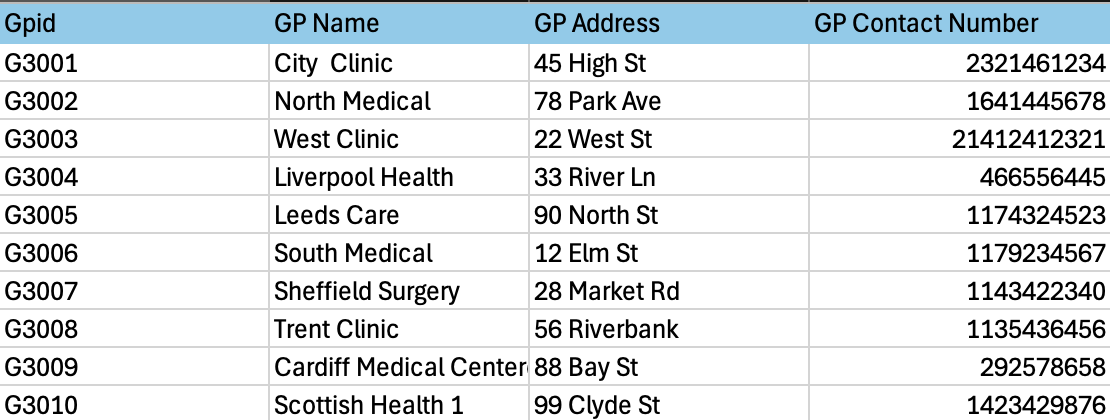 Gpid GP Name GP Address GP Contact Number
G3001 City  Clinic 45 High St 2321461234
G3002 North Medical 78 Park Ave 1641445678
G3003 West Clinic 22 West St 21412412321
G3004 Liverpool Health 33 River Ln 466556445
G3005 Leeds Care 90 North St 1174324523
G3006 South Medical 12 Elm St 1179234567
G3007 Sheffield Surgery 28 Market Rd 1143422340
G3008 Trent Clinic 56 Riverbank 1135436456
G3009 Cardiff Medical Center 88 Bay St 292578658
G3010 Scottish Health 1 99 Clyde St 1423429876